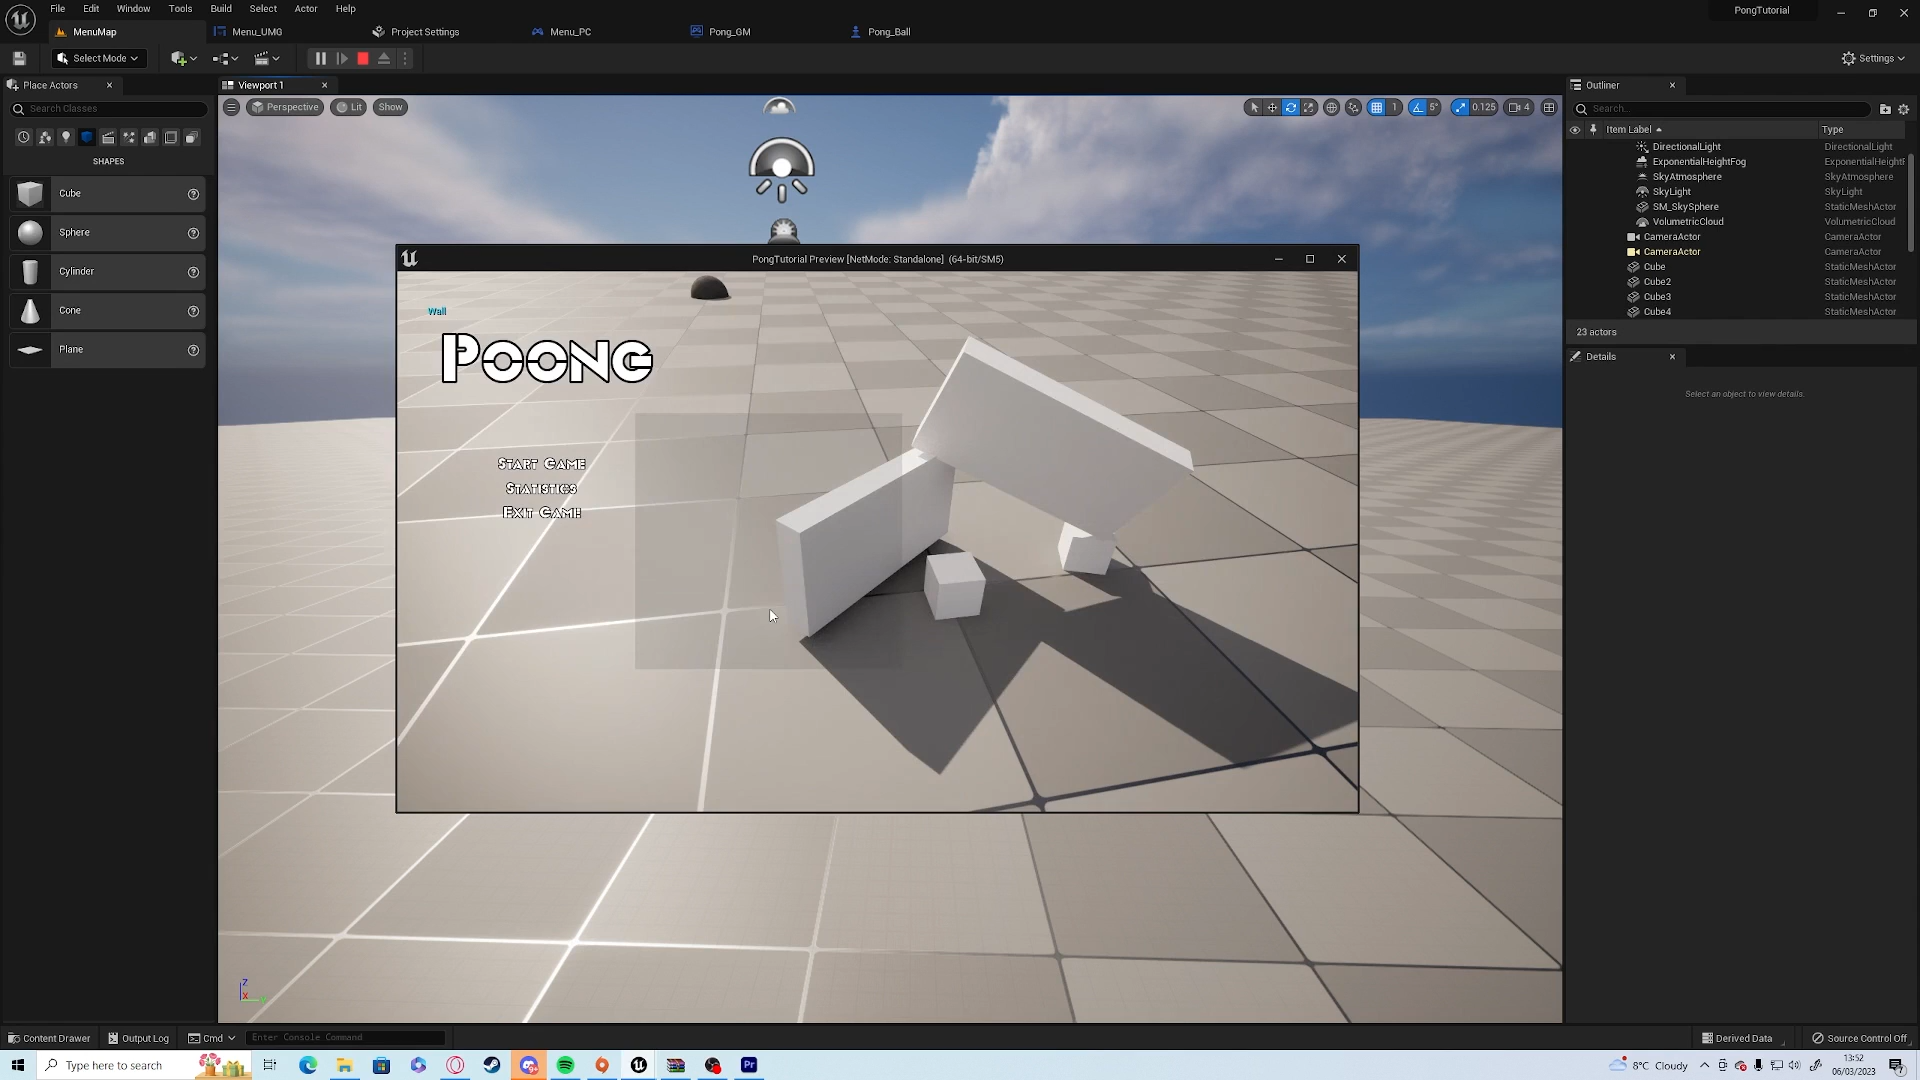 File Edit Window Tools Build Select Actor Help
PongTutorial
MenuMap
Menu_UMG
Project Settings
Menu_PC
Pong_GM
Pong_Ball
Select Mode
Settings
Place Actors
Viewport 1
Outliner
Search Classes
Perspective
Lit
Show
1
5°
0.125
4
Search...
SHAPES
Item Label
Type
Cube
Sphere
Cylinder
Cone
Plane
DirectionalLight DirectionalLight
ExponentialHeightFog ExponentialHeightF
SkyAtmosphere SkyAtmosphere
SkyLight SkyLight
SM_SkySphere StaticMeshActor
VolumetricCloud VolumetricCloud
CameraActor CameraActor
CameraActor CameraActor
Cube StaticMeshActor
Cube2 StaticMeshActor
Cube3 StaticMeshActor
Cube4 StaticMeshActor
23 actors
Details
Select an object to view details.
PongTutorial Preview [NetMode: Standalone] (64-bit/SM5)
Wall
Poong
Start Game
Statistics
Exit Game
Z
X
Content Drawer
Output Log
Cmd
Enter Console Command
Derived Data
Source Control Off
Type here to search
8°C Cloudy
13:52
06/03/2023